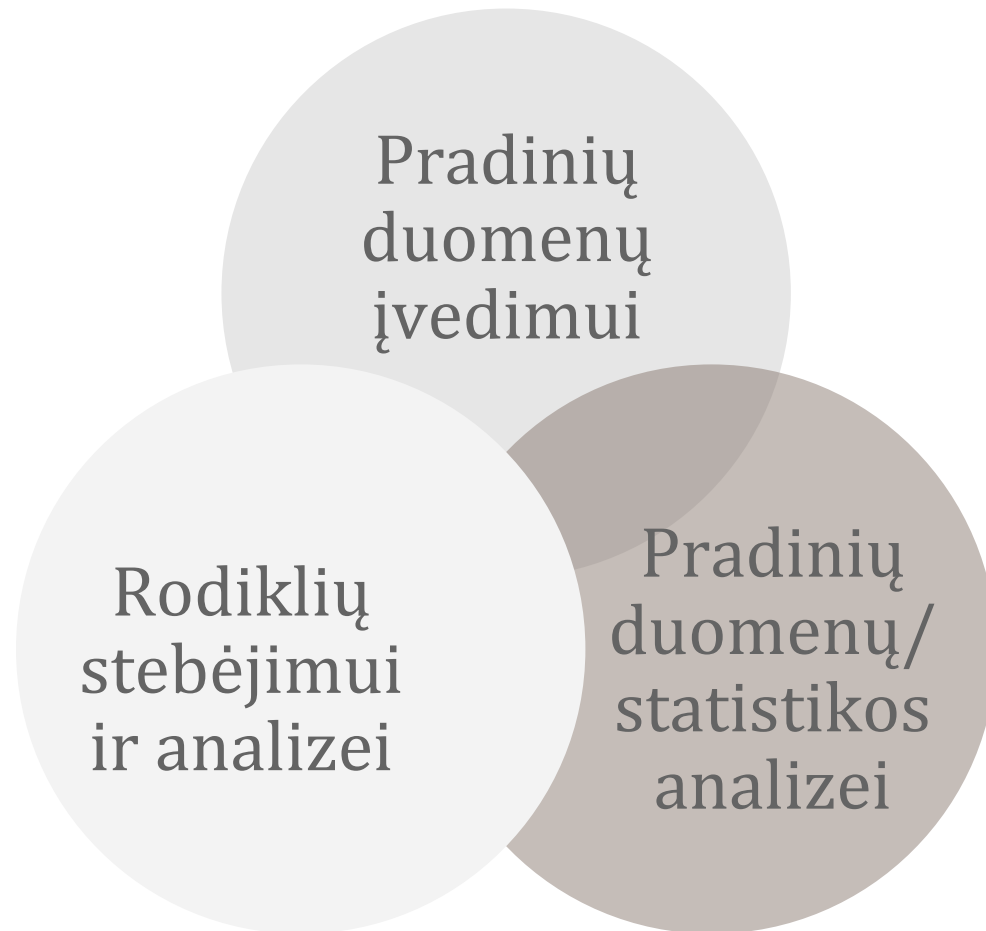 Pradinių
duomenų
įvedimui
Rodiklių
stebėjimui
ir analizei
Pradinių
duomenų/
statistikos
analizei